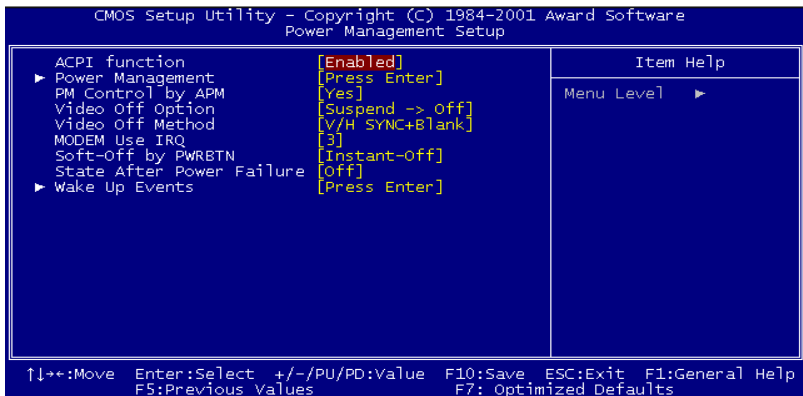 CMOS Setup Utility – Copyright (C) 1984-2001 Award Software
Power Management Setup
ACPI function [Enabled]
► Power Management [Press Enter]
PM Control by APM [Yes]
Video Off Option [Suspend -> Off]
Video Off Method [V/H SYNC+Blank]
MODEM Use IRQ [3]
Soft-Off by PWRBTN [Instant-Off]
State After Power Failure [Off]
► Wake Up Events [Press Enter]
Item Help
Menu Level ►
↑↓→←:Move Enter:Select +/-/PU/PD:Value F10:Save ESC:Exit F1:General Help
F5:Previous Values F7: Optimized Defaults